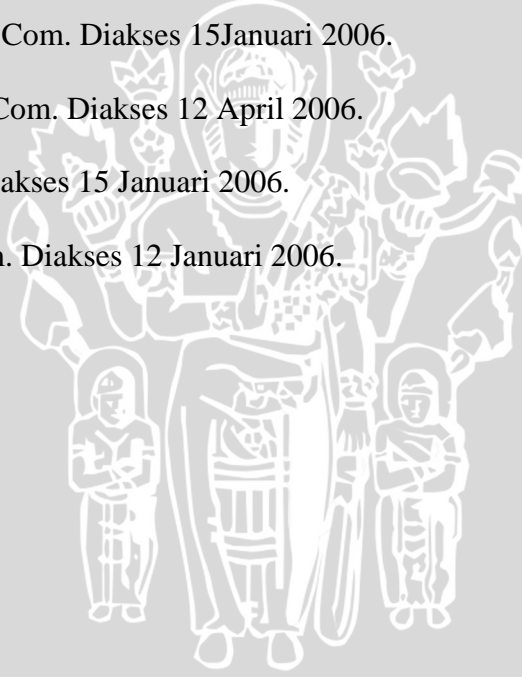 Com. Diakses 15Januari 2006.
Com. Diakses 12 April 2006.
akses 15 Januari 2006.
. Diakses 12 Januari 2006.